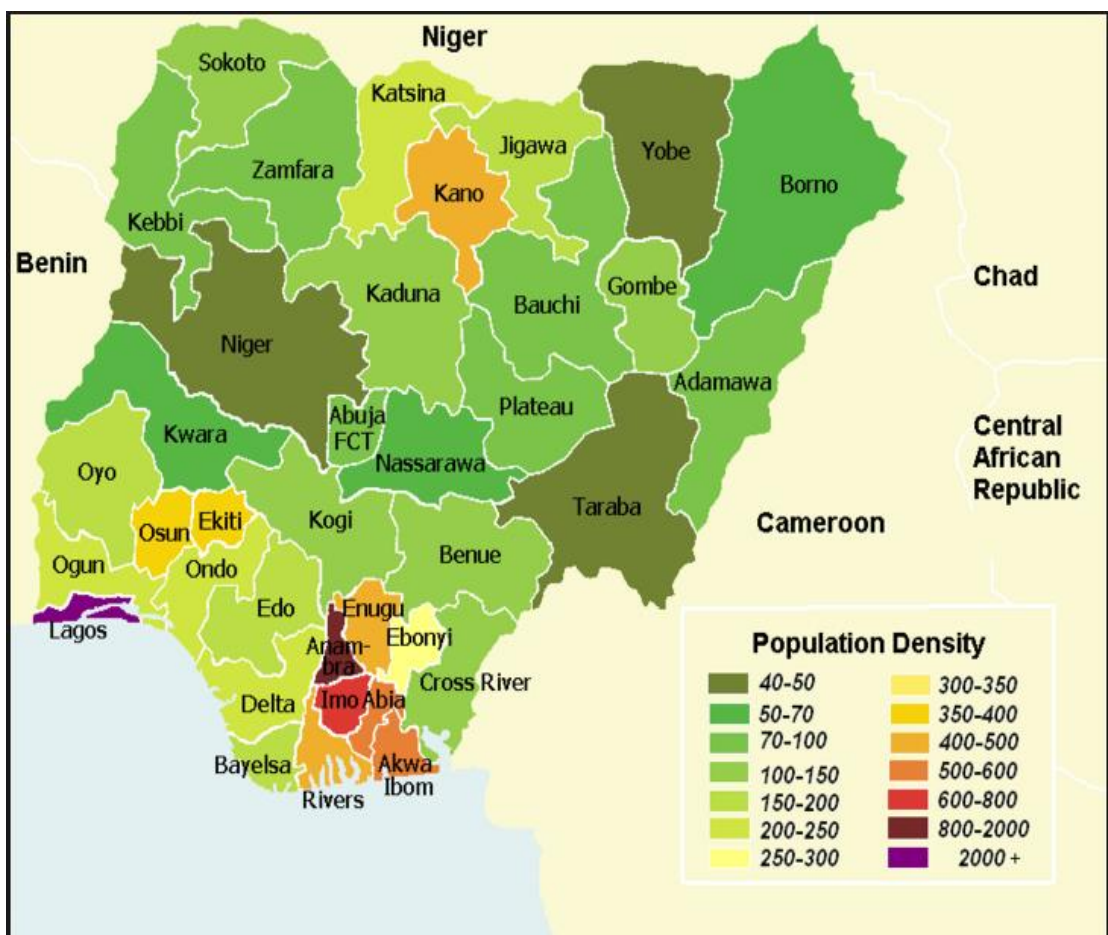 Niger
Sokoto
Katsina
Jigawa
Yobe
Borno
Zamfara
Kano
Kebbi
Benin
Chad
Kaduna
Gombe
Bauchi
Niger
Adamawa
Plateau
Abuja
FCT
Kwara
Nassarawa
Central
African
Republic
Oyo
Taraba
Cameroon
Osun
Ekiti
Kogi
Benue
Ogun
Ondo
Edo
Enugu
Lagos
Anam-
bra
Ebonyi
Cross River
Imo
Abia
Delta
Bayelsa
Akwa
Ibom
Rivers
Population Density
40-50
50-70
70-100
100-150
150-200
200-250
250-300
300-350
350-400
400-500
500-600
600-800
800-2000
2000 +